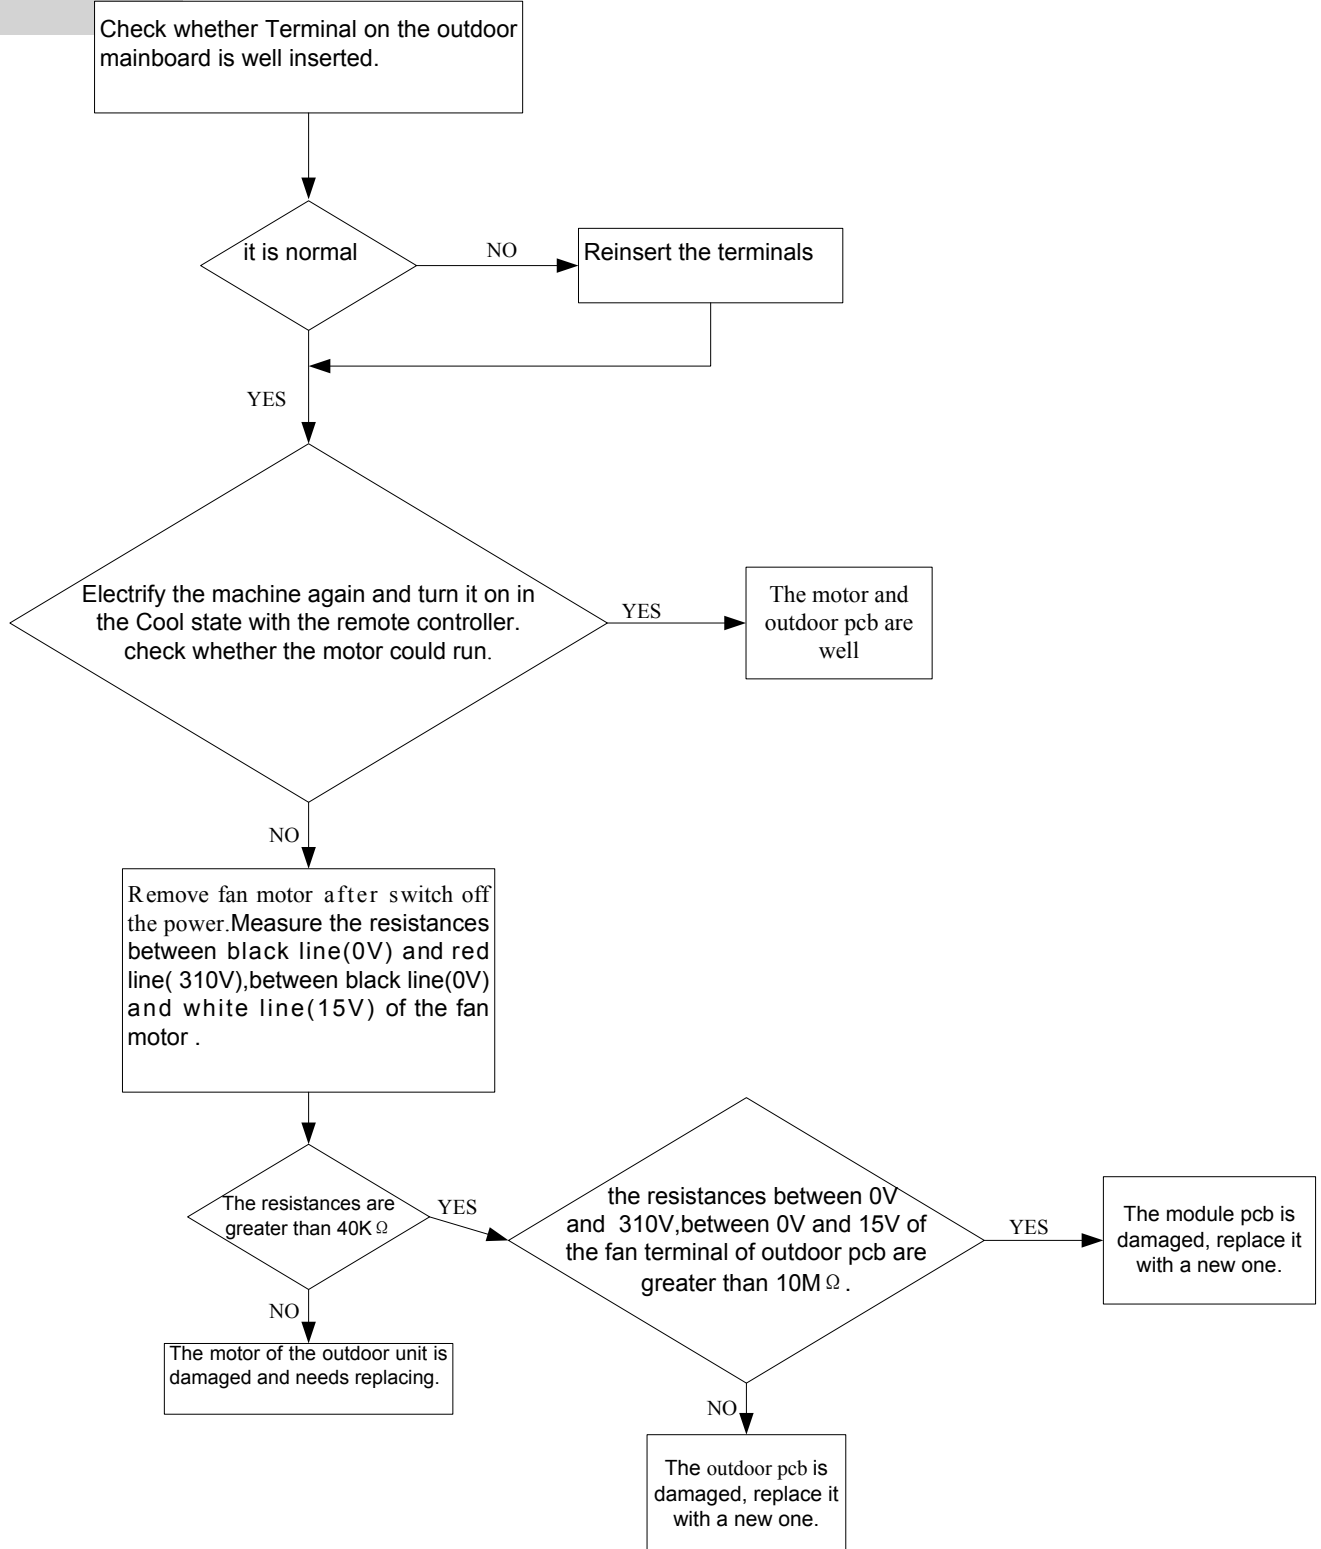 Check whether Terminal on the outdoor
mainboard is well inserted.
it is normal
NO
Reinsert the terminals
YES
Electrify the machine again and turn it on in
the Cool state with the remote controller.
check whether the motor could run.
YES
The motor and
outdoor pcb are
well
NO
Remove fan motor after switch off
the power.Measure the resistances
between black line(0V) and red
line( 310V),between black line(0V)
and white line(15V) of the fan
motor .
The resistances are
greater than 40KΩ
YES
the resistances between 0V
and 310V,between 0V and 15V of
the fan terminal of outdoor pcb are
greater than 10MΩ.
YES
The module pcb is
damaged, replace it
with a new one.
NO
The motor of the outdoor unit is
damaged and needs replacing.
NO
The outdoor pcb is
damaged, replace it
with a new one.